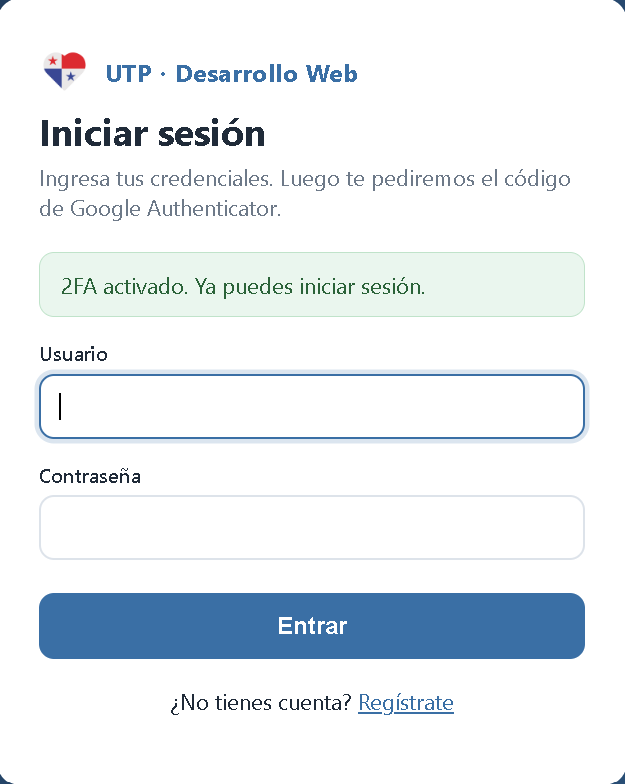 UTP · Desarrollo Web
Iniciar sesión
Ingresa tus credenciales. Luego te pediremos el código
de Google Authenticator.
2FA activado. Ya puedes iniciar sesión.
Usuario
Contraseña
Entrar
¿No tienes cuenta? Regístrate